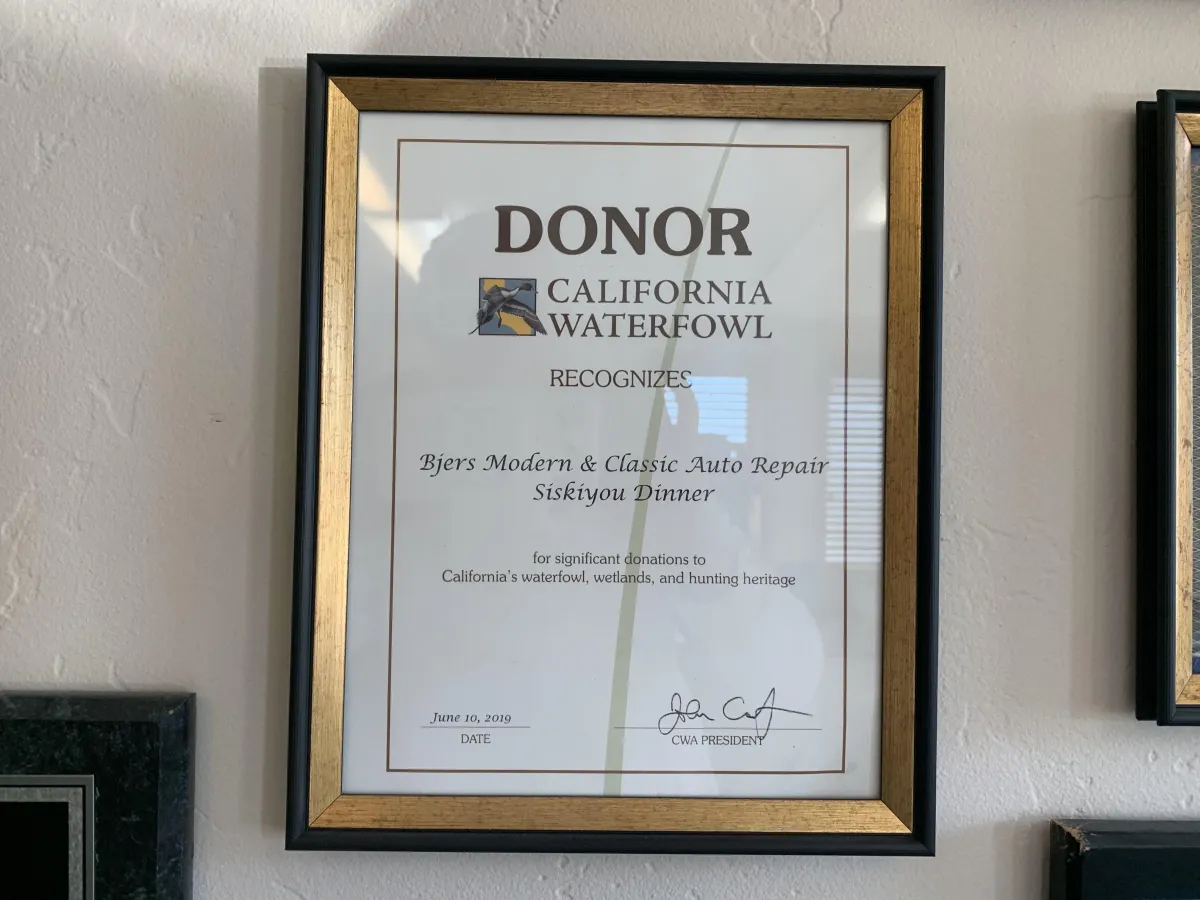 DONOR
CALIFORNIA
WATERFOWL
RECOGNIZES
Bjers Modern & Classic Auto Repair
Siskiyou Dinner
for significant donations to
California's waterfowl, wetlands, and hunting heritage
June 10, 2019
DATE
CWA PRESIDENT